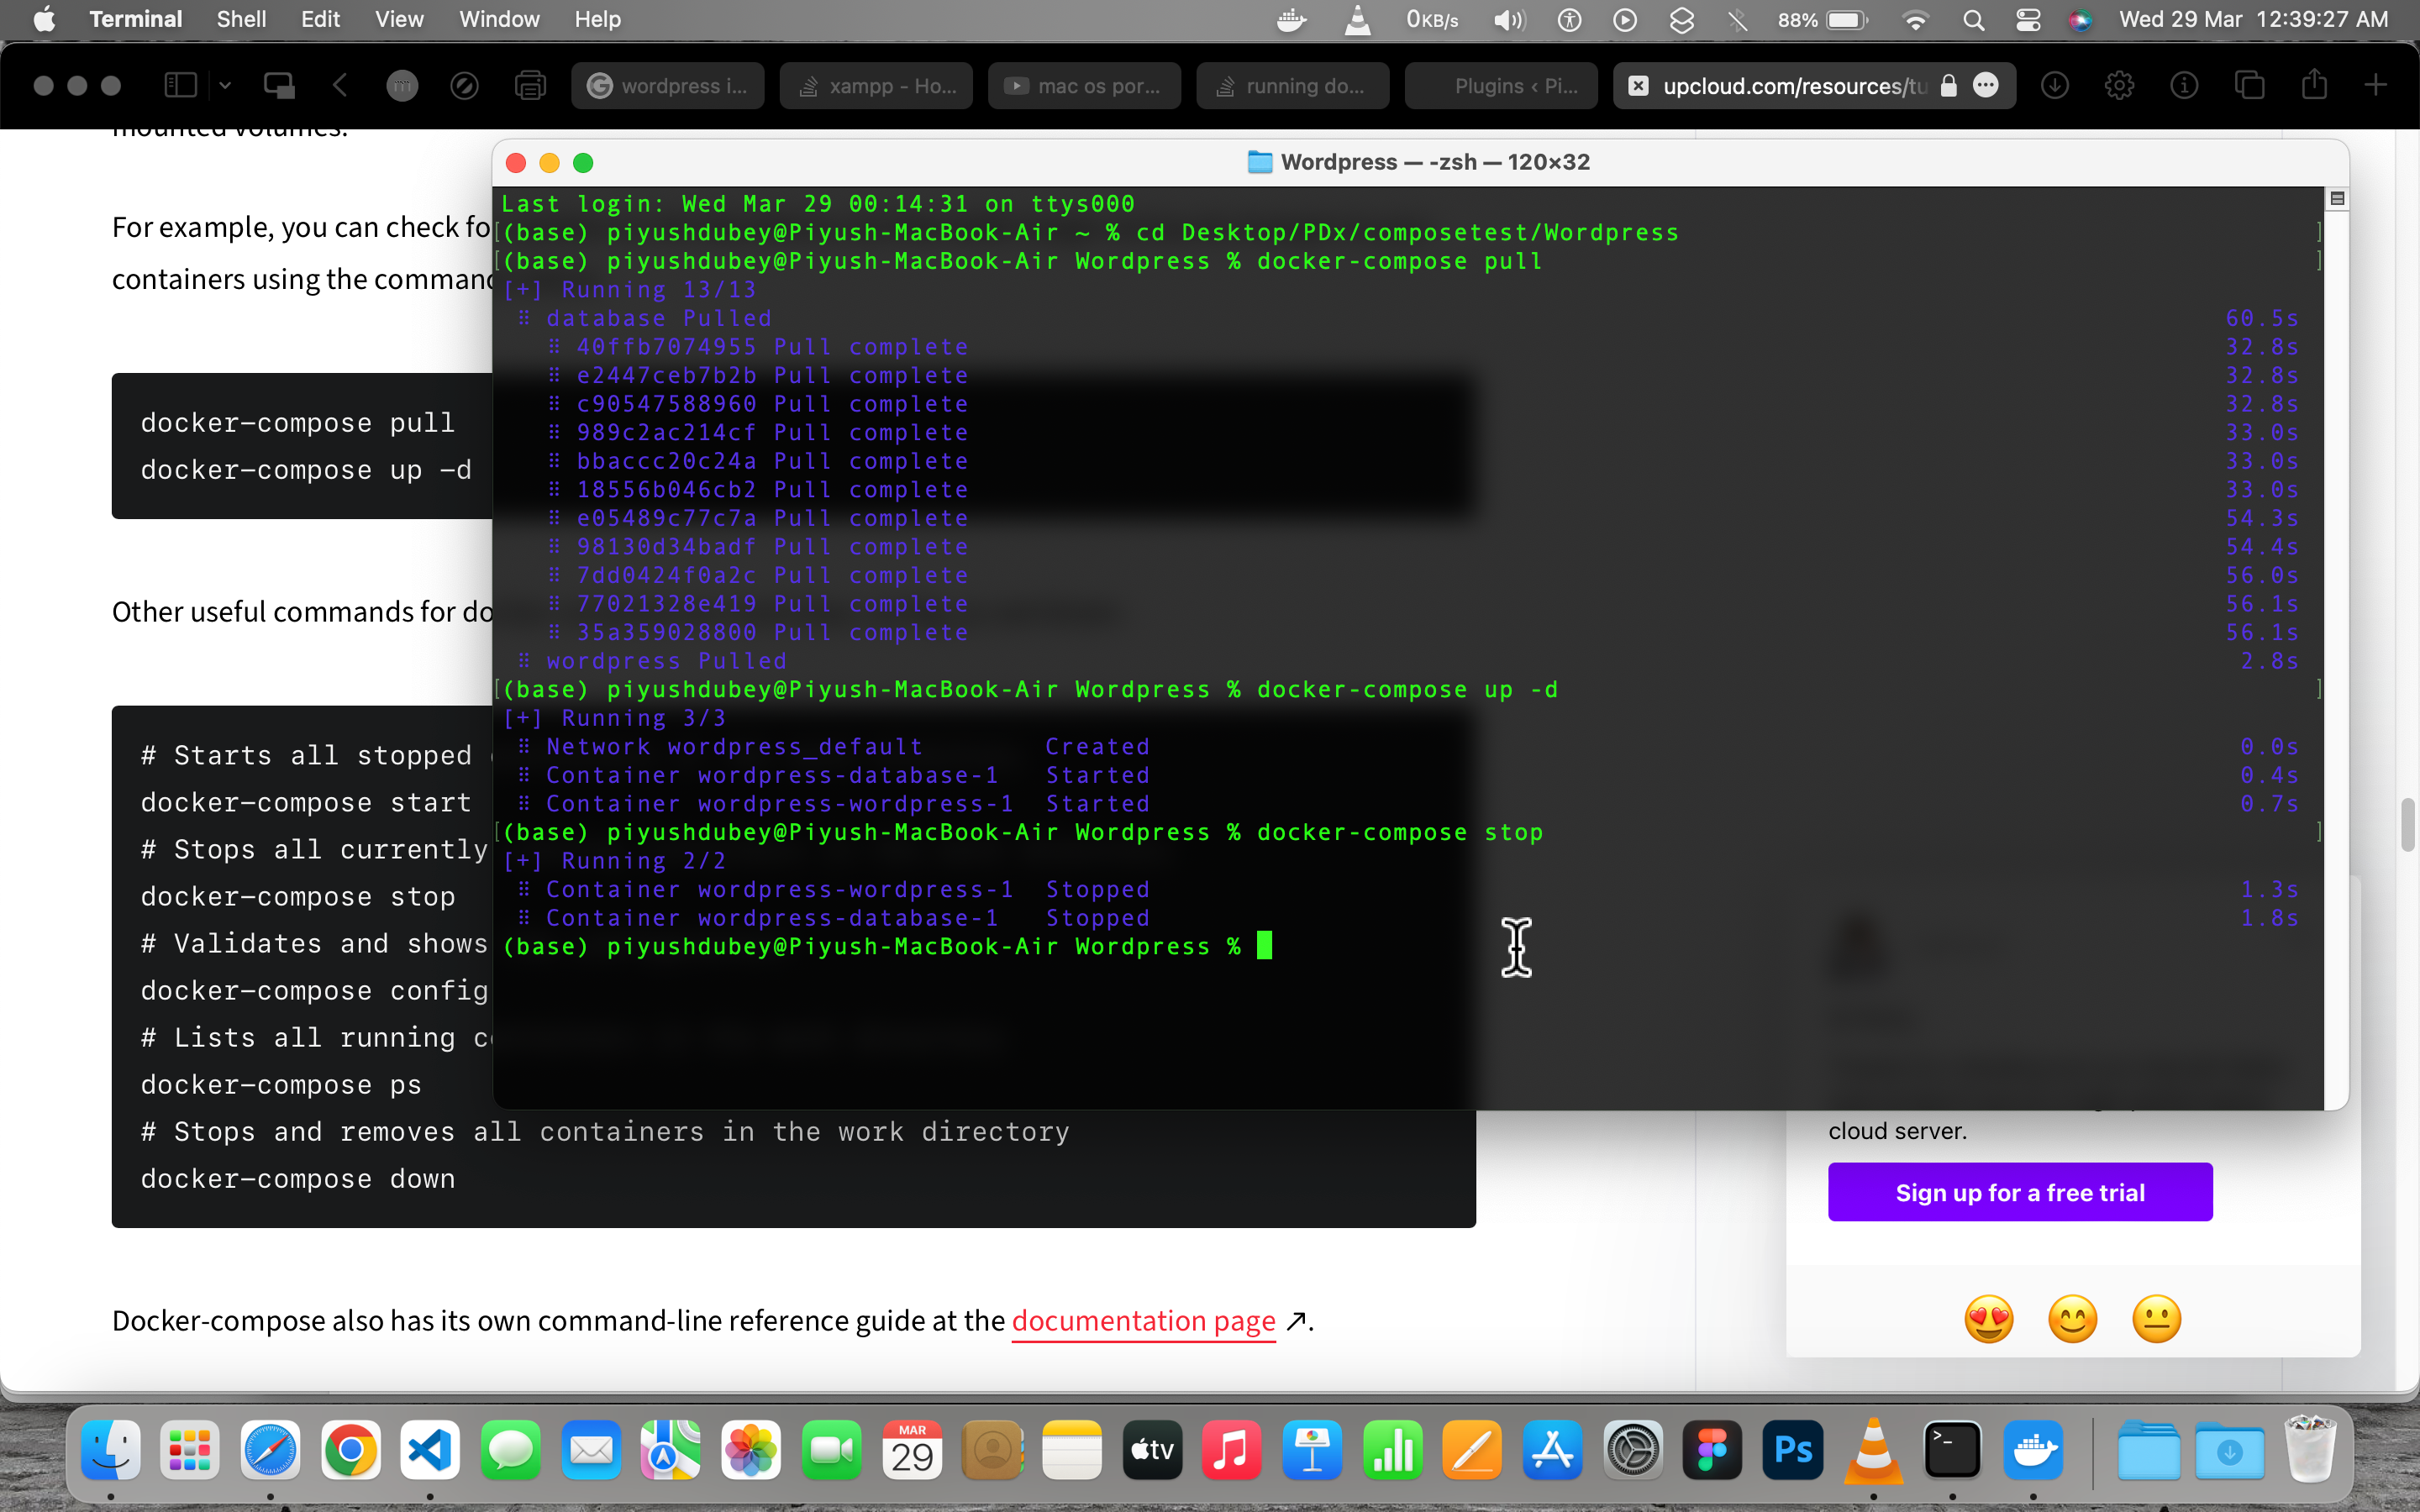 Terminal Shell Edit View Window Help 0KB/s 88% Wed 29 Mar 12:39:27 AM
wordpress i... xampp - Ho... mac os por... running do... Plugins ‹ Pi... upcloud.com/resources/tu
mounted volumes.
For example, you can check fo
containers using the comman
docker-compose pull
docker-compose up -d
Other useful commands for do
# Starts all stopped
docker-compose start
# Stops all currently
docker-compose stop
# Validates and shows
docker-compose config
# Lists all running c
docker-compose ps
# Stops and removes all containers in the work directory
docker-compose down
Docker-compose also has its own command-line reference guide at the documentation page ↗.
Wordpress — -zsh — 120×32
Last login: Wed Mar 29 00:14:31 on ttys000
[(base) piyushdubey@Piyush-MacBook-Air ~ % cd Desktop/PDx/composetest/Wordpress ]
[(base) piyushdubey@Piyush-MacBook-Air Wordpress % docker-compose pull ]
[+] Running 13/13
⠿ database Pulled 60.5s
⠿ 40ffb7074955 Pull complete 32.8s
⠿ e2447ceb7b2b Pull complete 32.8s
⠿ c90547588960 Pull complete 32.8s
⠿ 989c2ac214cf Pull complete 33.0s
⠿ bbaccc20c24a Pull complete 33.0s
⠿ 18556b046cb2 Pull complete 33.0s
⠿ e05489c77c7a Pull complete 54.3s
⠿ 98130d34badf Pull complete 54.4s
⠿ 7dd0424f0a2c Pull complete 56.0s
⠿ 77021328e419 Pull complete 56.1s
⠿ 35a359028800 Pull complete 56.1s
⠿ wordpress Pulled 2.8s
[(base) piyushdubey@Piyush-MacBook-Air Wordpress % docker-compose up -d ]
[+] Running 3/3
⠿ Network wordpress_default Created 0.0s
⠿ Container wordpress-database-1 Started 0.4s
⠿ Container wordpress-wordpress-1 Started 0.7s
[(base) piyushdubey@Piyush-MacBook-Air Wordpress % docker-compose stop ]
[+] Running 2/2
⠿ Container wordpress-wordpress-1 Stopped 1.3s
⠿ Container wordpress-database-1 Stopped 1.8s
(base) piyushdubey@Piyush-MacBook-Air Wordpress %
cloud server.
Sign up for a free trial
MAR
29
tv
Ps